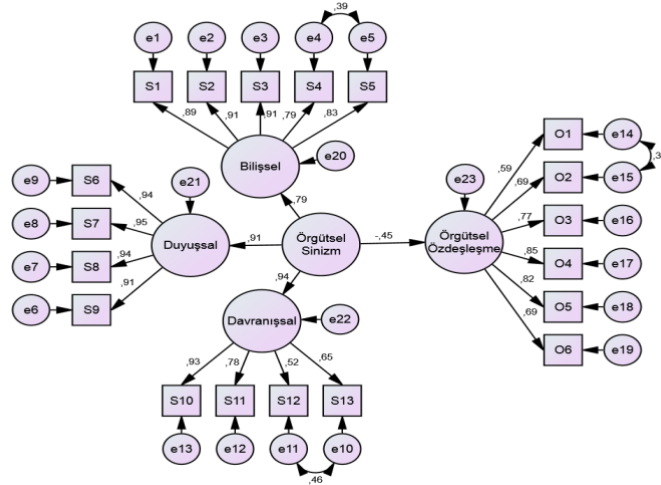 ,39
e1 e2 e3 e4 e5
S1 S2 S3 S4 S5
,89 ,91 ,91 ,79 ,83
Bilişsel
e20
,79
e9 S6
e8 S7
e7 S8
e6 S9
,94
,95
,94
,91
e21
Duyuşsal
,91
Örgütsel
Sinizm
-,45
e23
Örgütsel
Özdeşleşme
,59
,69
,77
,85
,82
,69
O1 e14
O2 e15
O3 e16
O4 e17
O5 e18
O6 e19
,3
,94
Davranışsal
e22
,93 ,78 ,52 ,65
S10 S11 S12 S13
e13 e12 e11 e10
,46